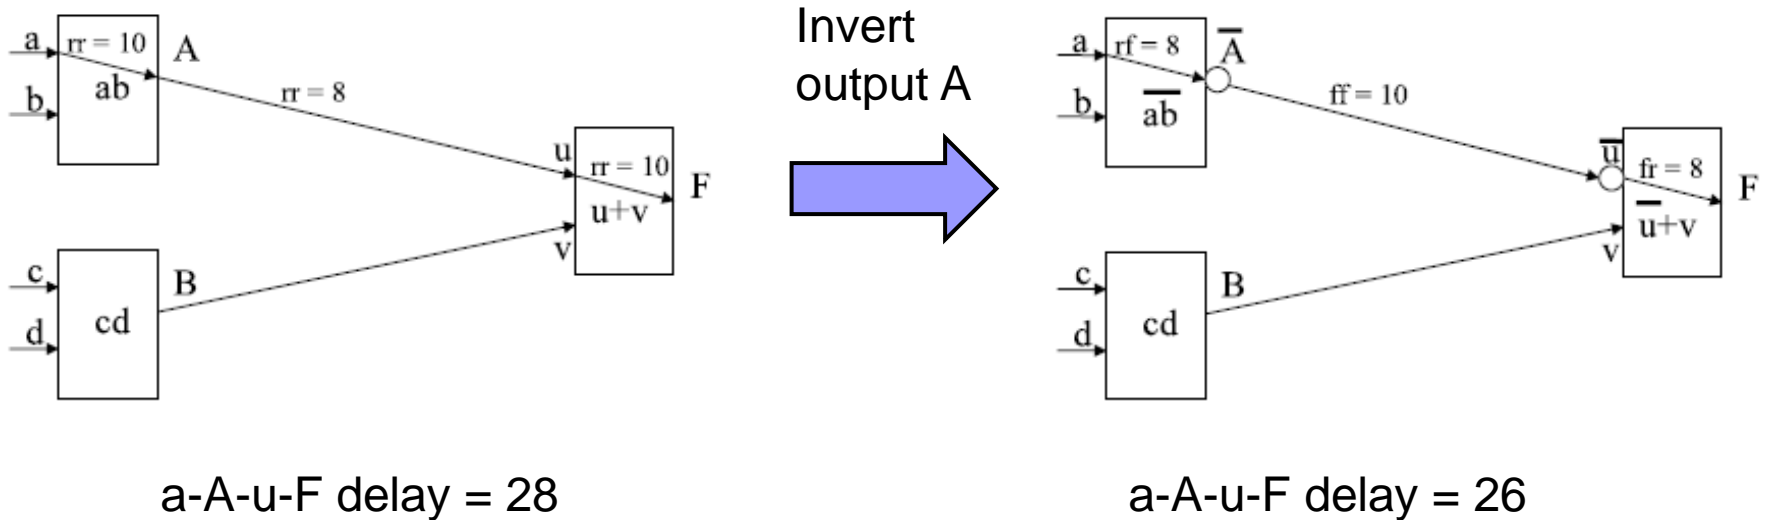 a
rr = 10
A
b
ab
rr = 8
u
rr = 10
F
u+v
v
c
B
d
cd
a-A-u-F delay = 28
Invert
output A
a
rf = 8
A̅
b
a̅b̅
ff = 10
u̅
fr = 8
F
u̅+v
v
c
B
d
cd
a-A-u-F delay = 26